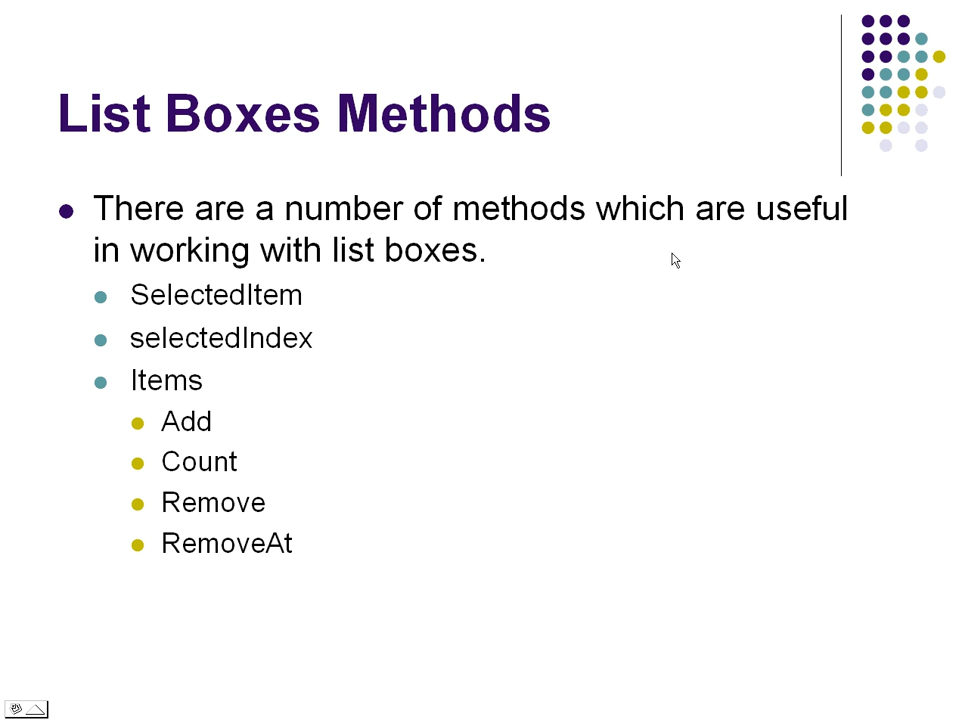 List Boxes Methods
There are a number of methods which are useful
in working with list boxes.
SelectedItem
selectedIndex
Items
Add
Count
Remove
RemoveAt